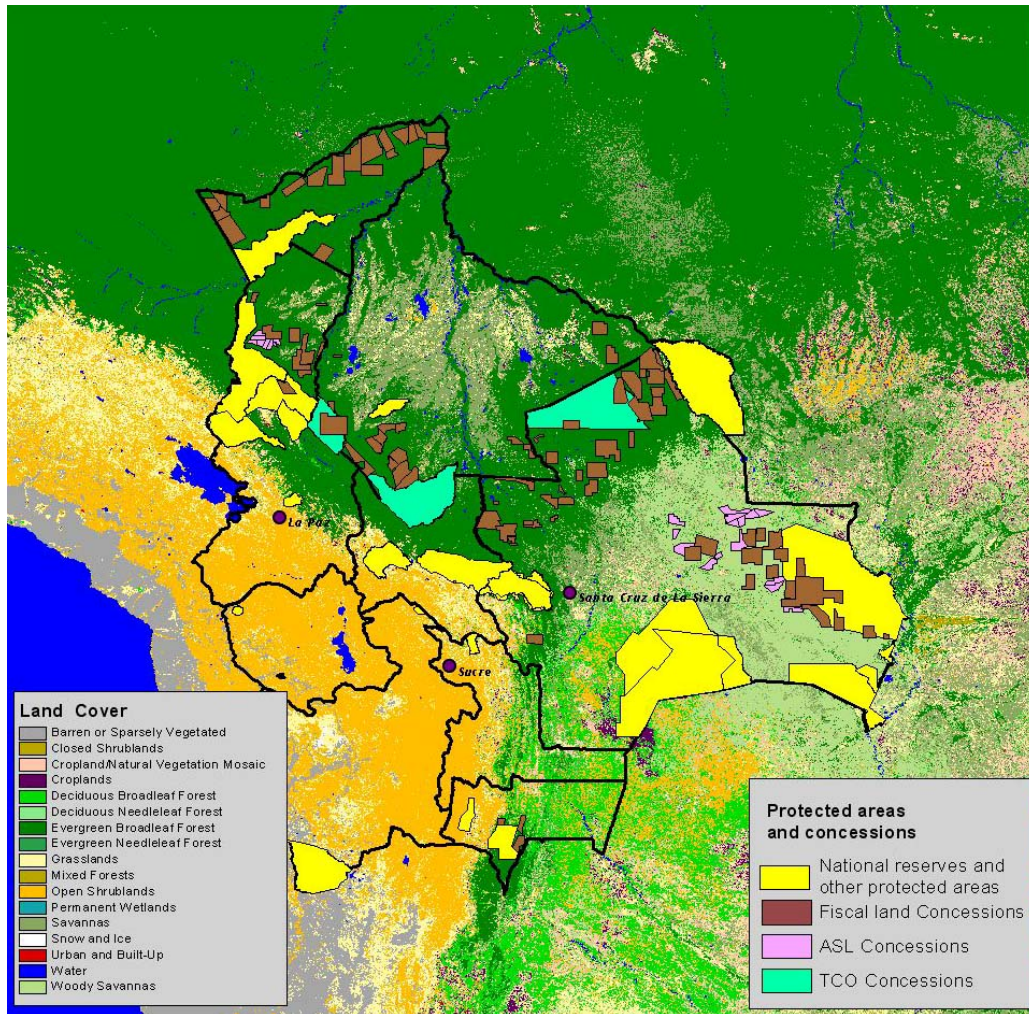 La Paz
Santa Cruz de La Sierra
Sucre
Land Cover
Barren or Sparsely Vegetated
Closed Shrublands
Cropland/Natural Vegetation Mosaic
Croplands
Deciduous Broadleaf Forest
Deciduous Needleleaf Forest
Evergreen Broadleaf Forest
Evergreen Needleleaf Forest
Grasslands
Mixed Forests
Open Shrublands
Permanent Wetlands
Savannas
Snow and Ice
Urban and Built-Up
Water
Woody Savannas
Protected areas
and concessions
National reserves and
other protected areas
Fiscal land Concessions
ASL Concessions
TCO Concessions